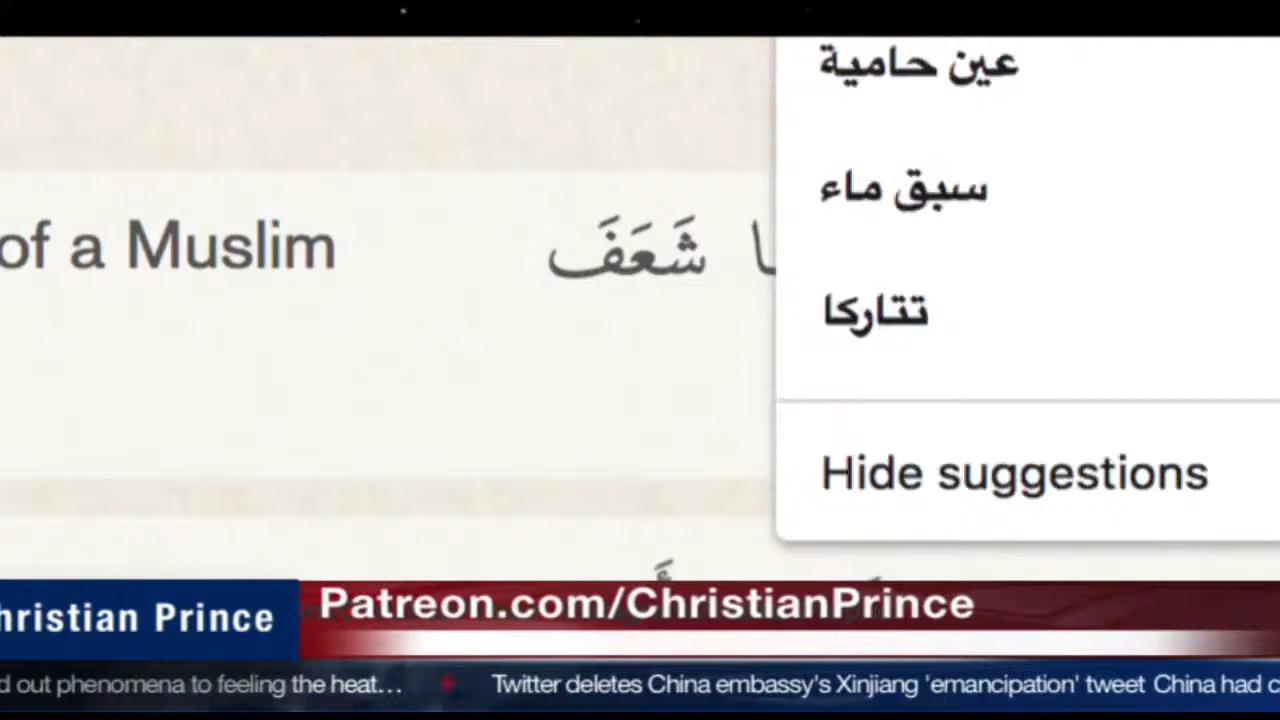 عين حامية
سبق ماء
of a Muslim
شَعَفَ
تتاركا
Hide suggestions
Patreon.com/ChristianPrince
hristian Prince
d out phenomena to feeling the heat…
Twitter deletes China embassy's Xinjiang 'emancipation' tweet China had c